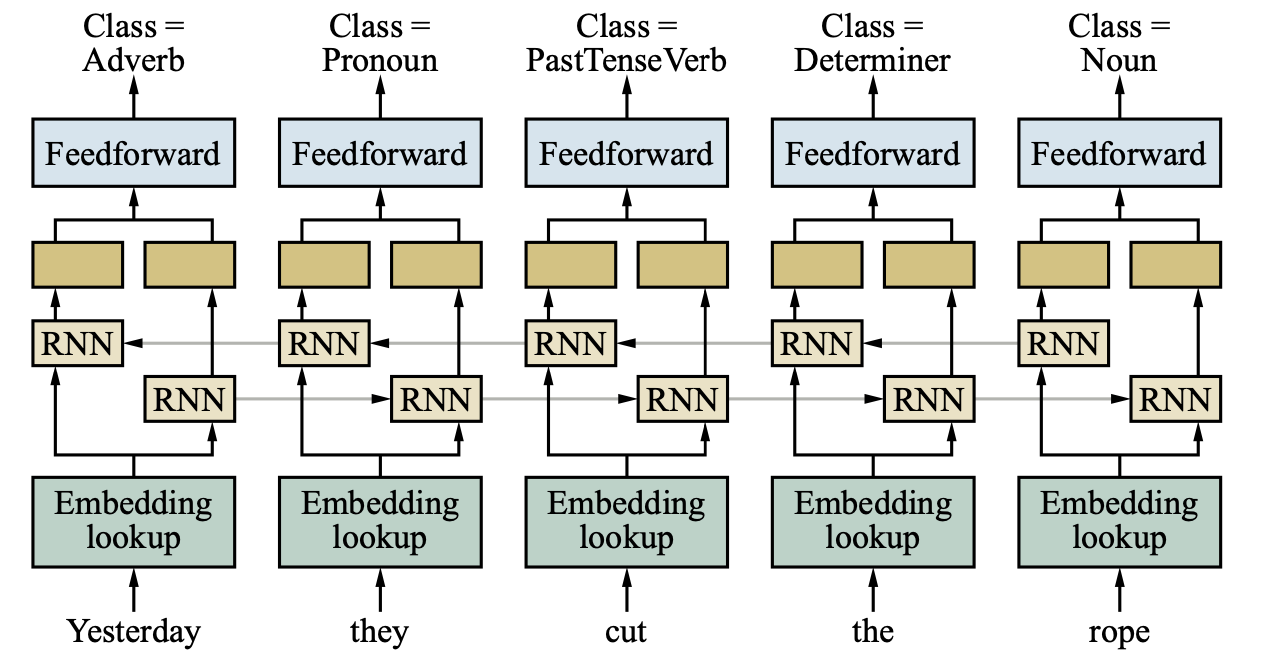 Class = Class = Class = Class = Class =
Adverb Pronoun PastTenseVerb Determiner Noun
Feedforward Feedforward Feedforward Feedforward Feedforward
RNN RNN RNN RNN RNN
RNN RNN RNN RNN RNN
Embedding Embedding Embedding Embedding Embedding
lookup lookup lookup lookup lookup
Yesterday they cut the rope